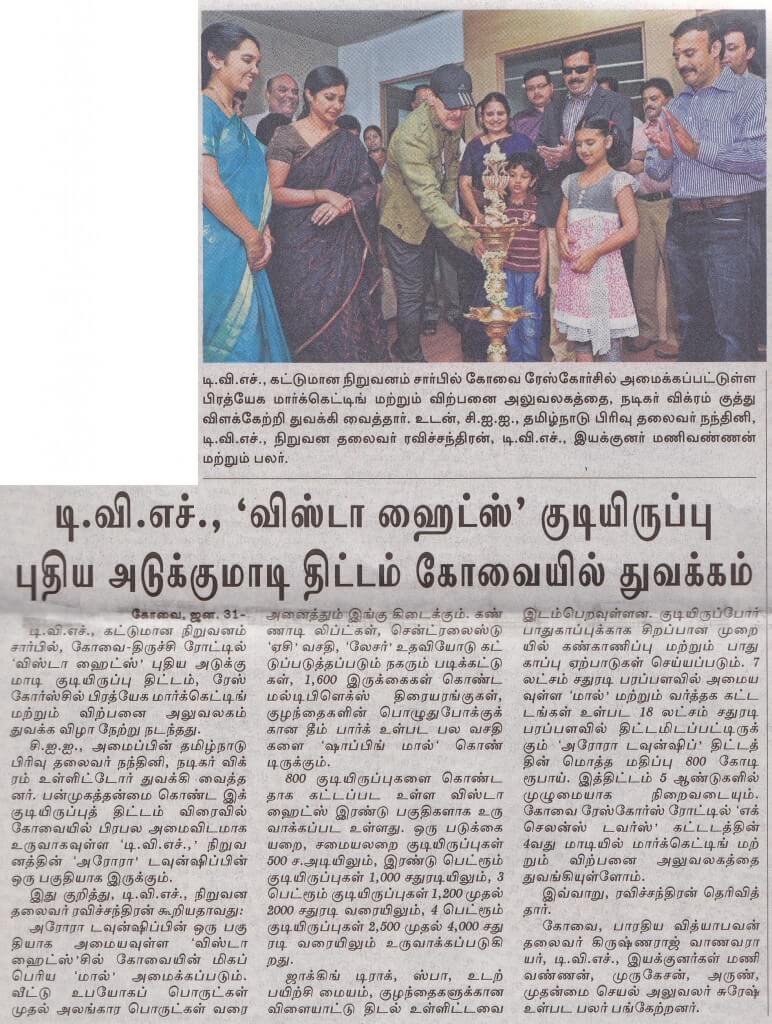 டி.வி.எச்., கட்டுமான நிறுவனம் சார்பில் கோவை ரேஸ்கோர்சில் அமைக்கப்பட்டுள்ள
பிரத்யேக மார்க்கெட்டிங் மற்றும் விற்பனை அலுவலகத்தை, நடிகர் விக்ரம் குத்து
விளக்கேற்றி துவக்கி வைத்தார். உடன், சி.ஐ.ஐ., தமிழ்நாடு பிரிவு தலைவர் நந்தினி,
டி.வி.எச்., நிறுவன தலைவர் ரவிச்சந்திரன், டி.வி.எச்., இயக்குனர் மணிவண்ணன்
மற்றும் பலர்.
டி.வி.எச்., ‘விஸ்டா ஹைட்ஸ்’ குடியிருப்பு
புதிய அடுக்குமாடி திட்டம் கோவையில் துவக்கம்
கோவை, ஜன. 31-
டி.வி.எச்., கட்டுமான நிறுவனம்
சார்பில், கோவை-திருச்சி ரோட்டில்
‘விஸ்டா ஹைட்ஸ்’ புதிய அடுக்கு
மாடி குடியிருப்பு திட்டம், ரேஸ்
கோர்ஸில் பிரத்யேக மார்க்கெட்டிங்
மற்றும் விற்பனை அலுவலகம்
துவக்க விழா நேற்று நடந்தது.
சி.ஐ.ஐ., அமைப்பின் தமிழ்நாடு
பிரிவு தலைவர் நந்தினி, நடிகர் விக்
ரம் உள்ளிட்டோர் துவக்கி வைத்த
னர். பன்முகத்தன்மை கொண்ட இக்
குடியிருப்புத் திட்டம் விரைவில்
கோவையில் பிரபல அமைவிடமாக
உருவாகவுள்ள ‘டி.வி.எச்.,’ நிறுவ
னத்தின் ‘அரோரா’ டவுன்ஷிப்பின்
ஒரு பகுதியாக இருக்கும்.
இது குறித்து, டி.வி.எச்., நிறுவன
தலைவர் ரவிச்சந்திரன் கூறியதாவது:
அரோரா டவுன்ஷிப்பின் ஒரு பகு
தியாக அமையவுள்ள ‘விஸ்டா
ஹைட்ஸ்’சில் கோவையின் மிகப்
பெரிய ‘மால்’ அமைக்கப்படும்.
வீட்டு உபயோகப் பொருட்கள்
முதல் அலங்கார பொருட்கள் வரை
அனைத்தும் இங்கு கிடைக்கும். கண்
ணாடி லிப்ட்கள், சென்ட்ரலைஸ்டு
‘ஏசி’ வசதி, ‘லேசர்’ உதவியோடு கட்
டுப்படுத்தப்படும் நகரும் படிக்கட்டு
கள், 1,600 இருக்கைகள் கொண்ட
மல்டிபிளெக்ஸ் திரையரங்குகள்,
குழந்தைகளின் பொழுதுபோக்குக்
கான தீம் பார்க் உள்பட பல வசதி
களை ‘ஷாப்பிங் மால்’ கொண்
டிருக்கும்.
800 குடியிருப்புகளை கொண்ட
தாக கட்டப்பட உள்ள விஸ்டா
ஹைட்ஸ் இரண்டு பகுதிகளாக உரு
வாக்கப்பட உள்ளது. ஒரு படுக்கை
யறை, சமையலறை குடியிருப்புகள்
500 ச.அடியிலும், இரண்டு பெட்ரூம்
குடியிருப்புகள் 1,000 சதுரடியிலும், 3
பெட்ரூம் குடியிருப்புகள் 1,200 முதல்
2000 சதுரடி வரையிலும், 4 பெட்ரூம்
குடியிருப்புகள் 2,500 முதல் 4,000 சதுர
ரடி வரையிலும் உருவாக்கப்படுகி
றது.
ஜாக்கிங் டிராக், ஸ்பா, உடற்
பயிற்சி மையம், குழந்தைகளுக்கான
விளையாட்டு திடல் உள்ளிட்டவை
இடம்பெறவுள்ளன. குடியிருப்போர்
பாதுகாப்புக்காக சிறப்பான முறை
யில் கண்காணிப்பு மற்றும் பாது
காப்பு ஏற்பாடுகள் செய்யப்படும். 7
லட்சம் சதுரடி பரப்பளவில் அமைய
வுள்ள ‘மால்’ மற்றும் வர்த்தக கட்ட
டங்கள் உள்பட 18 லட்சம் சதுரடி
பரப்பளவில் திட்டமிடப்பட்டிருக்
கும் ‘அரோரா டவுன்ஷிப்’ திட்டத்
தின் மொத்த மதிப்பு 800 கோடி
ரூபாய். இத்திட்டம் 5 ஆண்டுகளில்
முழுமையாக நிறைவடையும்.
கோவை ரேஸ்கோர்ஸ் ரோட்டில் ‘எக்
செலன்ஸ் டவர்ஸ்’ கட்டடத்தின்
4வது மாடியில் மார்க்கெட்டிங் மற்
றும் விற்பனை அலுவலகத்தை
துவங்கியுள்ளோம்.
இவ்வாறு, ரவிச்சந்திரன் தெரிவித்
தார்.
கோவை, பாரதிய வித்யாபவன்
தலைவர் கிருஷ்ணராஜ் வாணவரா
யர், டி.வி.எச்., இயக்குனர்கள் மணி
வண்ணன், முருகேசன், அருண்,
முதன்மை செயல் அலுவலர் சுரேஷ்
உள்பட பலர் பங்கேற்றனர்.